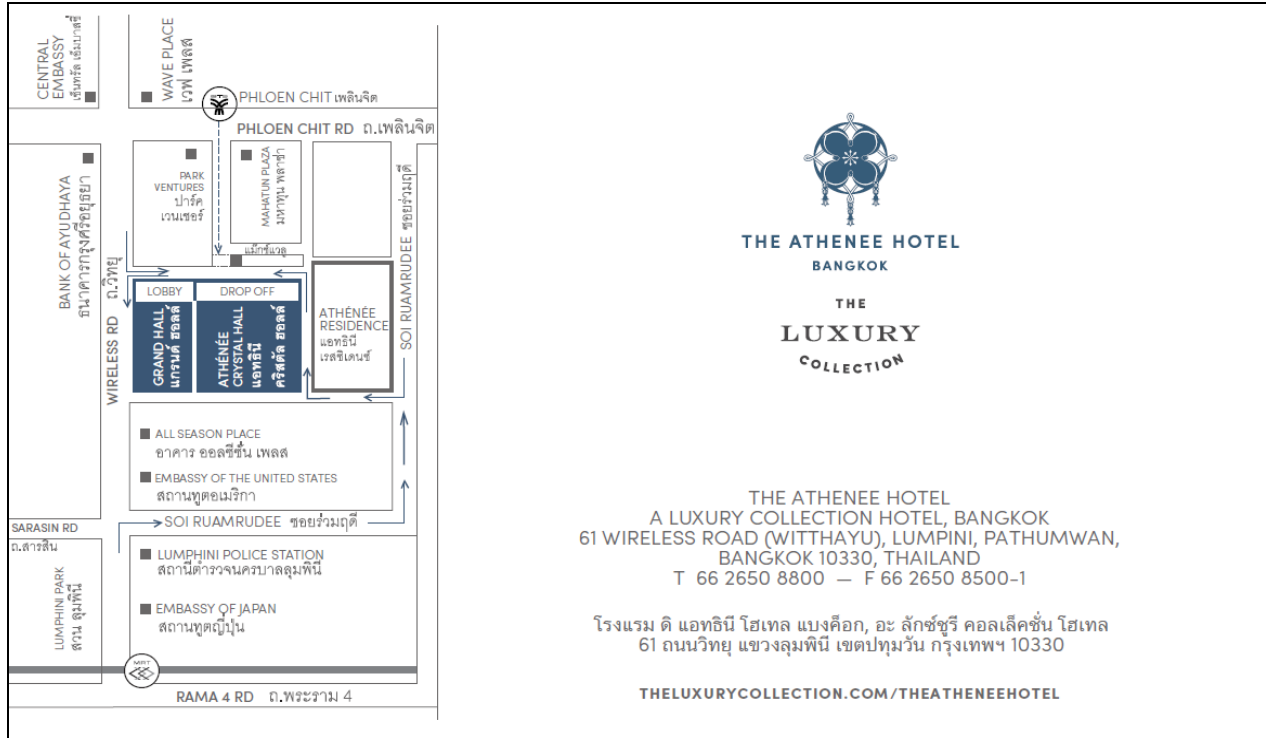 CENTRAL
EMBASSY
เซ็นทรัล เอ็มบาสซี
WAVE PLACE
เวฟ เพลส
PHLOEN CHIT เพลินจิต
PHLOEN CHIT RD ถ.เพลินจิต
BANK OF AYUDHAYA
ธนาคารกรุงศรีอยุธยา
PARK
VENTURES
ปาร์ค
เวนเชอร์
MAHATUN PLAZA
มหาทุน พลาซ่า
แม็กซ์แวลู
SOI RUAMRUDEE ซอยร่วมฤดี
WIRELESS RD ถ.วิทยุ
LOBBY
DROP OFF
GRAND HALL
แกรนด์ ฮอลล์
ATHÉNÉE
CRYSTAL HALL
แอทธินี
คริสตัล ฮอลล์
ATHÉNÉE
RESIDENCE
แอทธินี
เรสซิเดนซ์
ALL SEASON PLACE
อาคาร ออลซีซั่น เพลส
EMBASSY OF THE UNITED STATES
สถานทูตอเมริกา
SOI RUAMRUDEE ซอยร่วมฤดี
SARASIN RD
ถ.สารสิน
LUMPHINI POLICE STATION
สถานีตำรวจนครบาลลุมพินี
LUMPHINI PARK
สวน ลุมพินี
EMBASSY OF JAPAN
สถานทูตญี่ปุ่น
MRT
RAMA 4 RD ถ.พระราม 4
THE ATHENEE HOTEL
BANGKOK
THE
LUXURY
COLLECTION
THE ATHENEE HOTEL
A LUXURY COLLECTION HOTEL, BANGKOK
61 WIRELESS ROAD (WITTHAYU), LUMPINI, PATHUMWAN,
BANGKOK 10330, THAILAND
T 66 2650 8800 — F 66 2650 8500-1
โรงแรม ดิ แอทธินี โฮเทล แบงค็อก, อะ ลักซ์ชูรี คอลเล็คชั่น โฮเทล
61 ถนนวิทยุ แขวงลุมพินี เขตปทุมวัน กรุงเทพฯ 10330
THELUXURYCOLLECTION.COM/THEATHENEEHOTEL